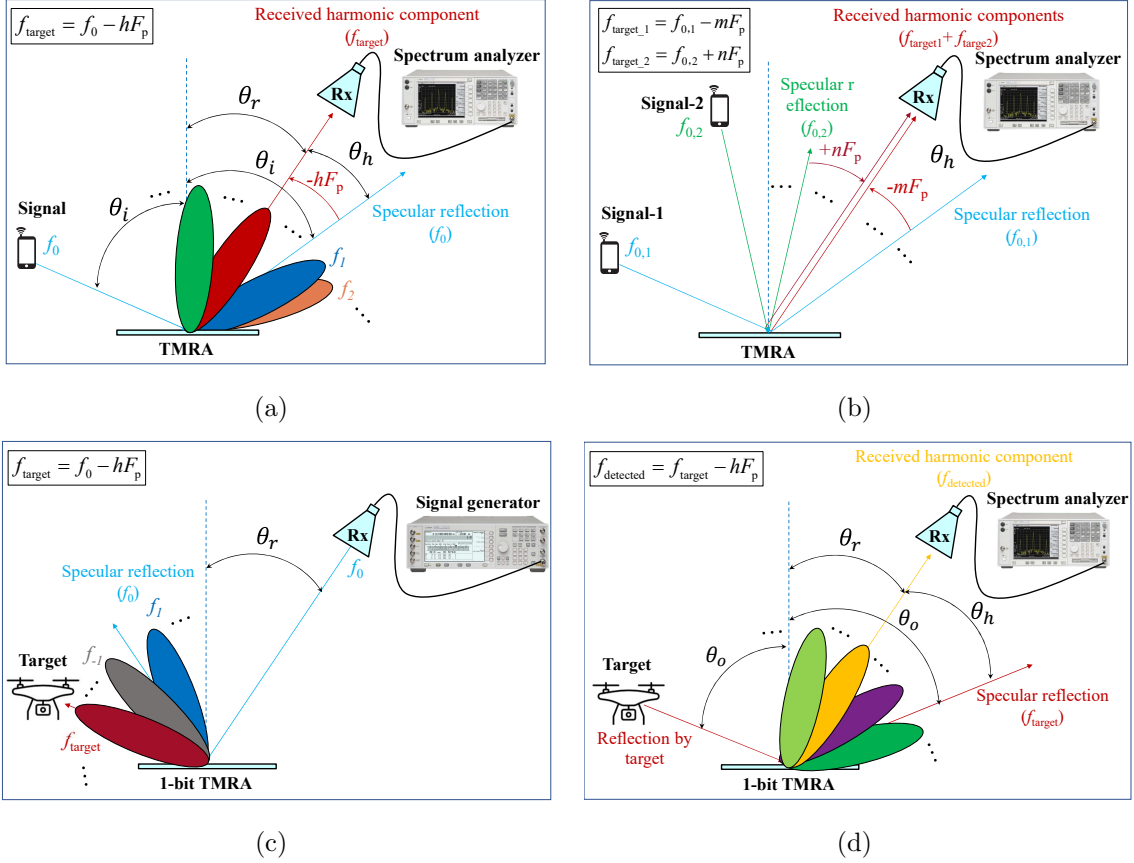 f_target = f_0 − hF_p
Received harmonic component
(f_target)
Spectrum analyzer
Rx
θ_r
θ_h
θ_i
-hF_p
Signal
θ_i
f_0
Specular reflection
(f_0)
f_1
f_2
TMRA
(a)
f_target_1 = f_0,1 − mF_p
f_target_2 = f_0,2 + nF_p
Received harmonic components
(f_target1+ f_targe2)
Spectrum analyzer
Signal-2
f_0,2
Specular r
eflection
(f_0,2)
Rx
+nF_p
θ_h
-mF_p
Signal-1
f_0,1
Specular reflection
(f_0,1)
TMRA
(b)
f_target = f_0 − hF_p
Signal generator
Rx
θ_r
f_0
Specular reflection
(f_0)
f_1
Target
f_-1
f_target
1-bit TMRA
(c)
f_detected = f_target − hF_p
Received harmonic component
(f_detected)
Spectrum analyzer
Rx
θ_r
θ_o
θ_h
Target
θ_o
Reflection by
target
Specular reflection
(f_target)
1-bit TMRA
(d)